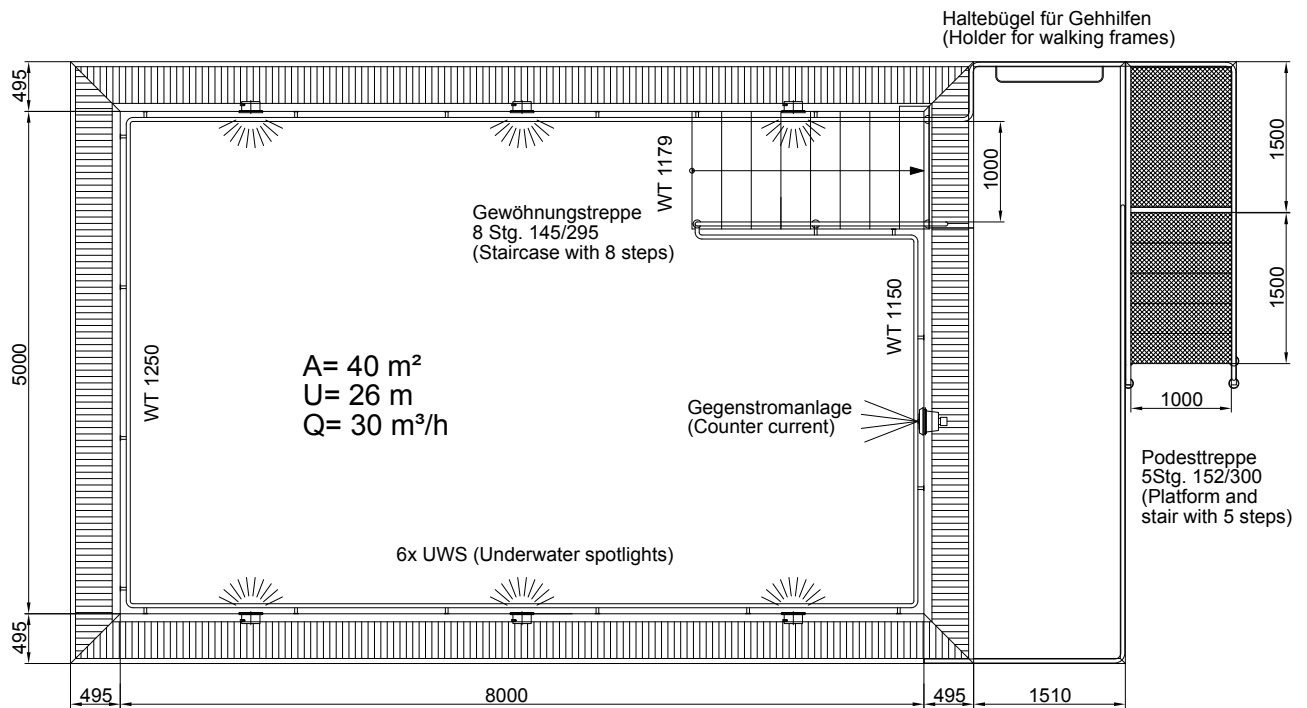 Haltebügel für Gehhilfen
(Holder for walking frames)
495
5000
495
WT 1179
1000
1500
1500
1000
Gewöhnungstreppe
8 Stg. 145/295
(Staircase with 8 steps)
WT 1250
WT 1150
A= 40 m²
U= 26 m
Q= 30 m³/h
Gegenstromanlage
(Counter current)
Podesttreppe
5Stg. 152/300
(Platform and
stair with 5 steps)
6x UWS (Underwater spotlights)
495
8000
495
1510